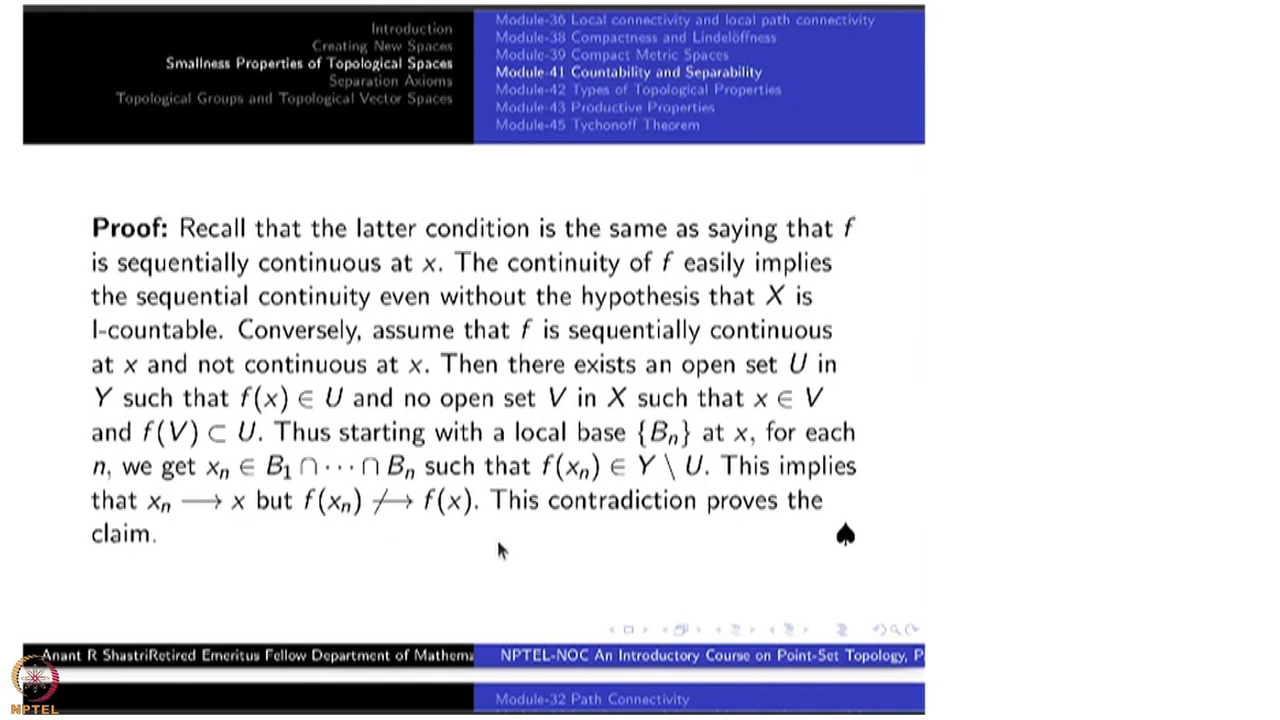 Introduction
Creating New Spaces
Smallness Properties of Topological Spaces
Separation Axioms
Topological Groups and Topological Vector Spaces
Module-36 Local connectivity and local path connectivity
Module-38 Compactness and Lindelöffness
Module-39 Compact Metric Spaces
Module-41 Countability and Separability
Module-42 Types of Topological Properties
Module-43 Productive Properties
Module-45 Tychonoff Theorem
Proof: Recall that the latter condition is the same as saying that f
is sequentially continuous at x. The continuity of f easily implies
the sequential continuity even without the hypothesis that X is
I-countable. Conversely, assume that f is sequentially continuous
at x and not continuous at x. Then there exists an open set U in
Y such that f(x) ∈ U and no open set V in X such that x ∈ V
and f(V) ⊂ U. Thus starting with a local base {Bₙ} at x, for each
n, we get xₙ ∈ B₁ ∩ ··· ∩ Bₙ such that f(xₙ) ∈ Y \ U. This implies
that xₙ ⟶ x but f(xₙ) ↛ f(x). This contradiction proves the
claim. ♠
Anant R ShastriRetired Emeritus Fellow Department of Mathema
NPTEL-NOC An Introductory Course on Point-Set Topology, P
NPTEL
Module-32 Path Connectivity